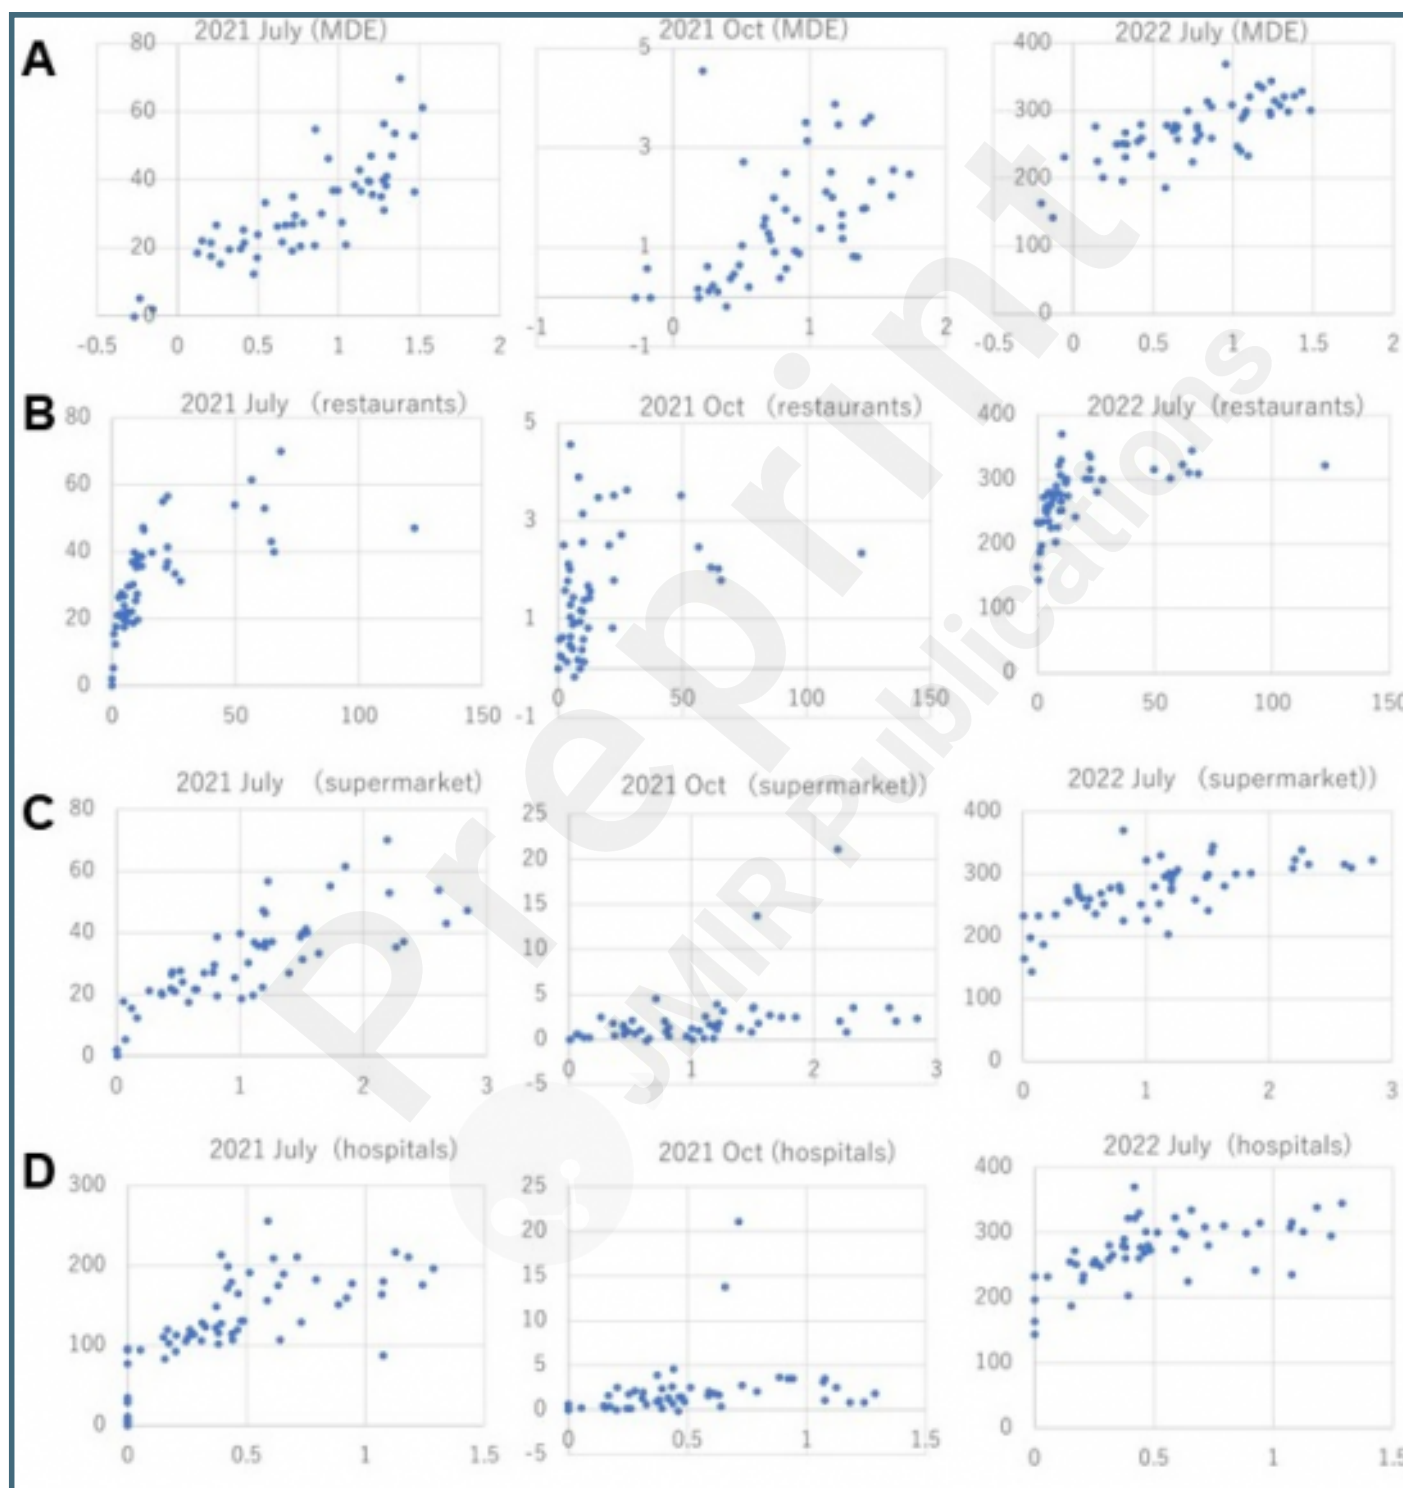 A
2021 July (MDE)
80
60
40
20
0
-0.5 0 0.5 1 1.5 2
2021 Oct (MDE)
5
3
1
-1
-1 0 1 2
2022 July (MDE)
400
300
200
100
0
-0.5 0 0.5 1 1.5 2
B
2021 July (restaurants)
80
60
40
20
0
0 50 100 150
2021 Oct (restaurants)
5
3
1
-1
0 50 100 150
2022 July (restaurants)
400
300
200
100
0
0 50 100 150
C
2021 July (supermarket)
80
60
40
20
0
0 1 2 3
2021 Oct (supermarket))
25
20
15
10
5
0
-5
0 1 2 3
2022 July (supermarket))
400
300
200
100
0
0 1 2 3
D
2021 July (hospitals)
300
200
100
0
0 0.5 1 1.5
2021 Oct (hospitals)
25
20
15
10
5
0
-5
0 0.5 1 1.5
2022 July (hospitals)
400
300
200
100
0
0 0.5 1 1.5
Preprint
JMIR Publications